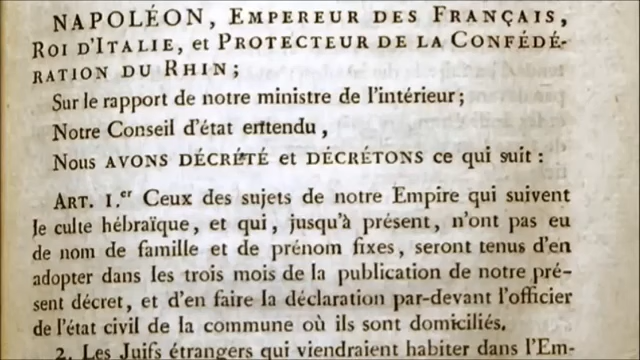 NAPOLÉON, EMPEREUR DES FRANÇAIS,
ROI D'ITALIE, et PROTECTEUR DE LA CONFÉDÉ-
RATION DU RHIN;
Sur le rapport de notre ministre de l'intérieur;
Notre Conseil d'état entendu,
Nous AVONS DÉCRÉTÉ et DÉCRÉTONS ce qui suit :
ART. 1.er Ceux des sujets de notre Empire qui suivent
le culte hébraïque, et qui, jusqu'à présent, n'ont pas eu
de nom de famille et de prénom fixes, seront tenus d'en
adopter dans les trois mois de la publication de notre pré-
sent décret, et d'en faire la déclaration par-devant l'officier
de l'état civil de la commune où ils sont domiciliés.
2. Les Juifs étrangers qui viendraient habiter dans l'Em-